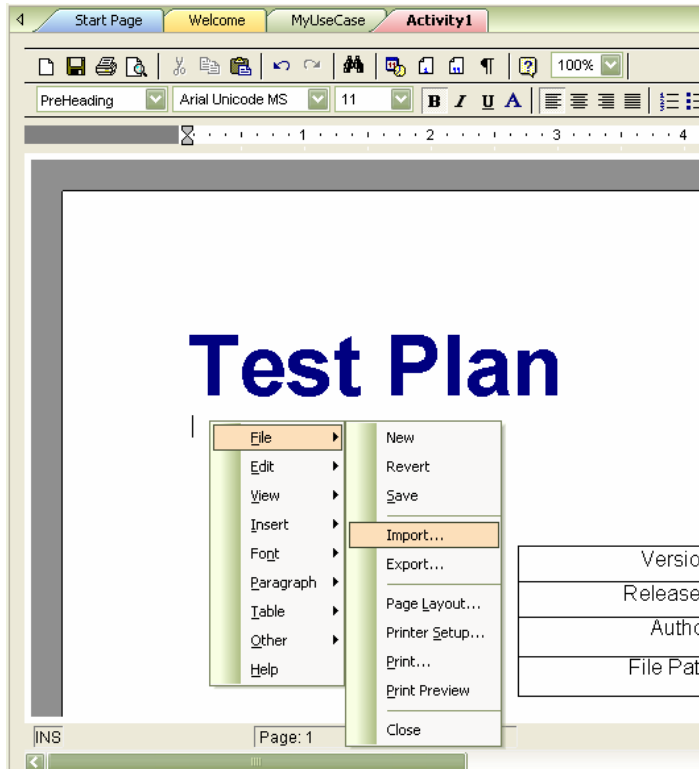 Start Page Welcome MyUseCase Activity1
100%
PreHeading Arial Unicode MS 11 B I U A
1 2 3 4
Test Plan
File
Edit
View
Insert
Font
Paragraph
Table
Other
Help
New
Revert
Save
Import...
Export...
Page Layout...
Printer Setup...
Print...
Print Preview
Close
Versio
Release
Autho
File Pat
INS Page: 1